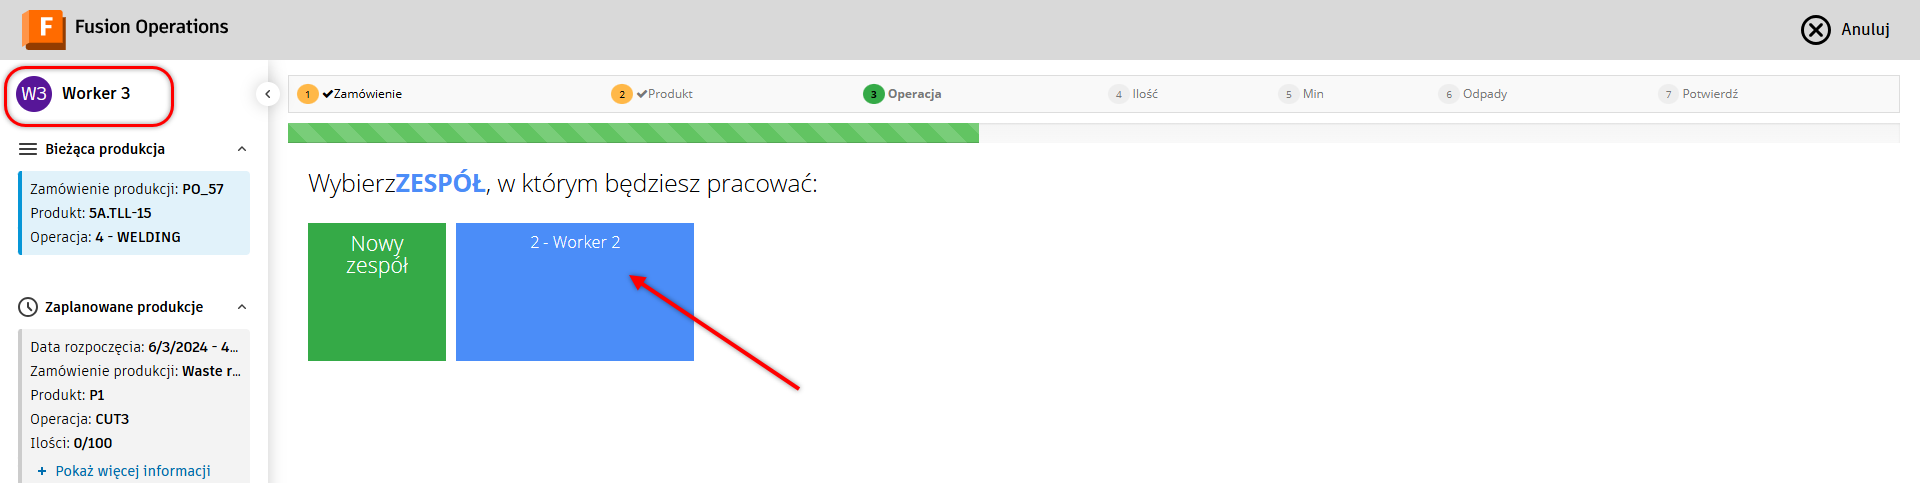 F Fusion Operations
Anuluj
W3 Worker 3
1 Zamówienie 2 Produkt 3 Operacja 4 Ilość 5 Min 6 Odpady 7 Potwierdź
Bieżąca produkcja
Zamówienie produkcji: PO_57
Produkt: 5A.TLL-15
Operacja: 4 - WELDING
WybierzZESPÓŁ, w którym będziesz pracować:
Nowy
zespół
2 - Worker 2
Zaplanowane produkcje
Data rozpoczęcia: 6/3/2024 - 4...
Zamówienie produkcji: Waste r...
Produkt: P1
Operacja: CUT3
Ilości: 0/100
+ Pokaż więcej informacji